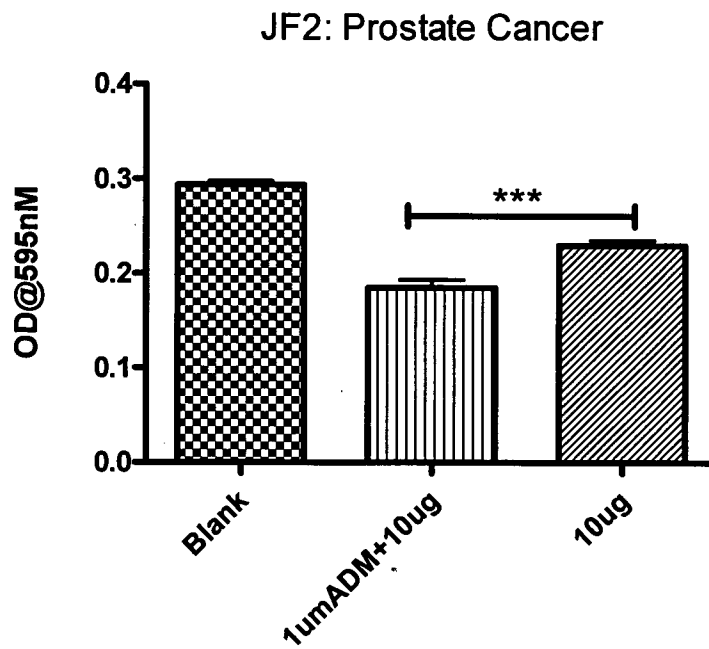 JF2: Prostate Cancer
0.4
0.3
0.2
0.1
0.0
OD@595nM
***
Blank
1umADM+10ug
10ug